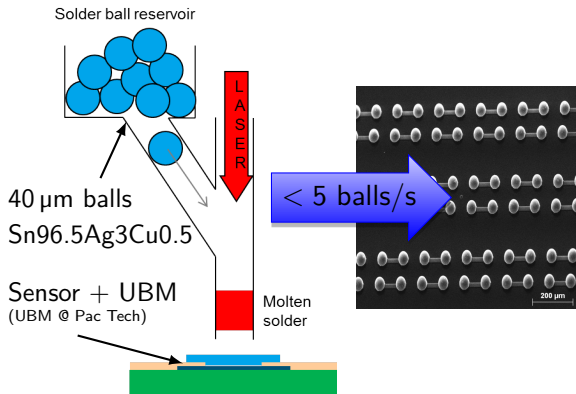 Solder ball reservoir
LASER
40 µm balls
Sn96.5Ag3Cu0.5
< 5 balls/s
Sensor + UBM
(UBM @ Pac Tech)
Molten
solder
200 µm